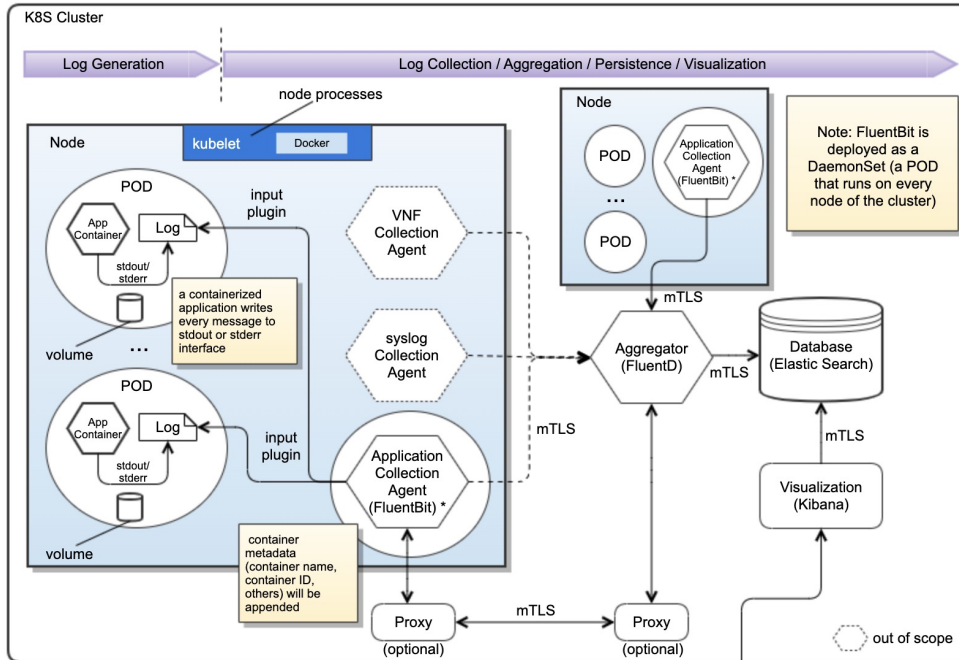 K8S Cluster
Log Generation
Log Collection / Aggregation / Persistence / Visualization
node processes
Node
kubelet
Docker
POD
App
Container
Log
stdout/
stderr
volume
...
input
plugin
a containerized
application writes
every message to
stdout or stderr
interface
POD
App
Container
Log
stdout/
stderr
volume
input
plugin
VNF
Collection
Agent
syslog
Collection
Agent
Application
Collection
Agent
(FluentBit) *
container
metadata
(container name,
container ID,
others) will be
appended
mTLS
Node
POD
...
POD
Application
Collection
Agent
(FluentBit) *
mTLS
Note: FluentBit is
deployed as a
DaemonSet (a POD
that runs on every
node of the cluster)
Aggregator
(FluentD)
mTLS
Database
(Elastic Search)
mTLS
Visualization
(Kibana)
Proxy
(optional)
mTLS
Proxy
(optional)
out of scope